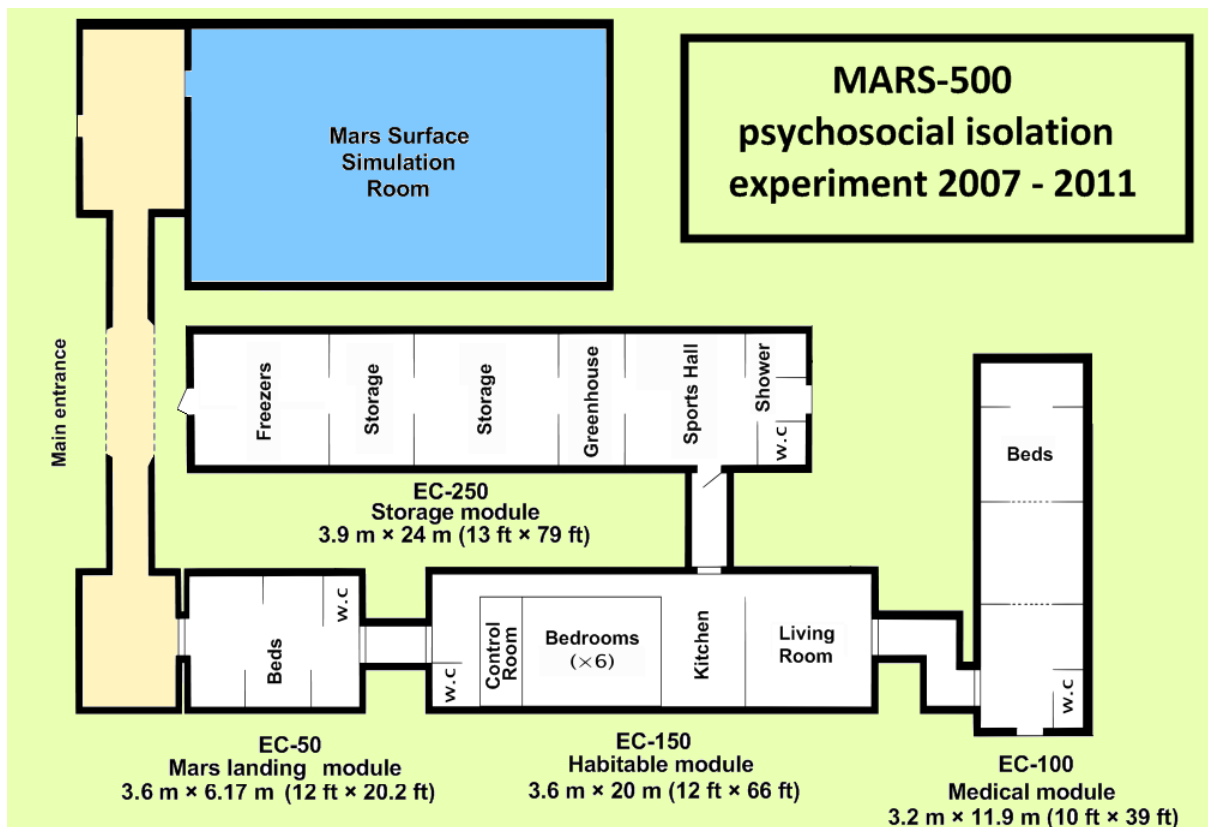 MARS-500
psychosocial isolation
experiment 2007 - 2011
Mars Surface
Simulation
Room
Main entrance
Freezers
Storage
Storage
Greenhouse
Sports Hall
Shower
w.c
EC-250
Storage module
3.9 m × 24 m (13 ft × 79 ft)
Beds
w.c
Beds
w.c
Control
Room
Bedrooms
(×6)
Kitchen
Living
Room
w.c
EC-50
Mars landing module
3.6 m × 6.17 m (12 ft × 20.2 ft)
EC-150
Habitable module
3.6 m × 20 m (12 ft × 66 ft)
EC-100
Medical module
3.2 m × 11.9 m (10 ft × 39 ft)